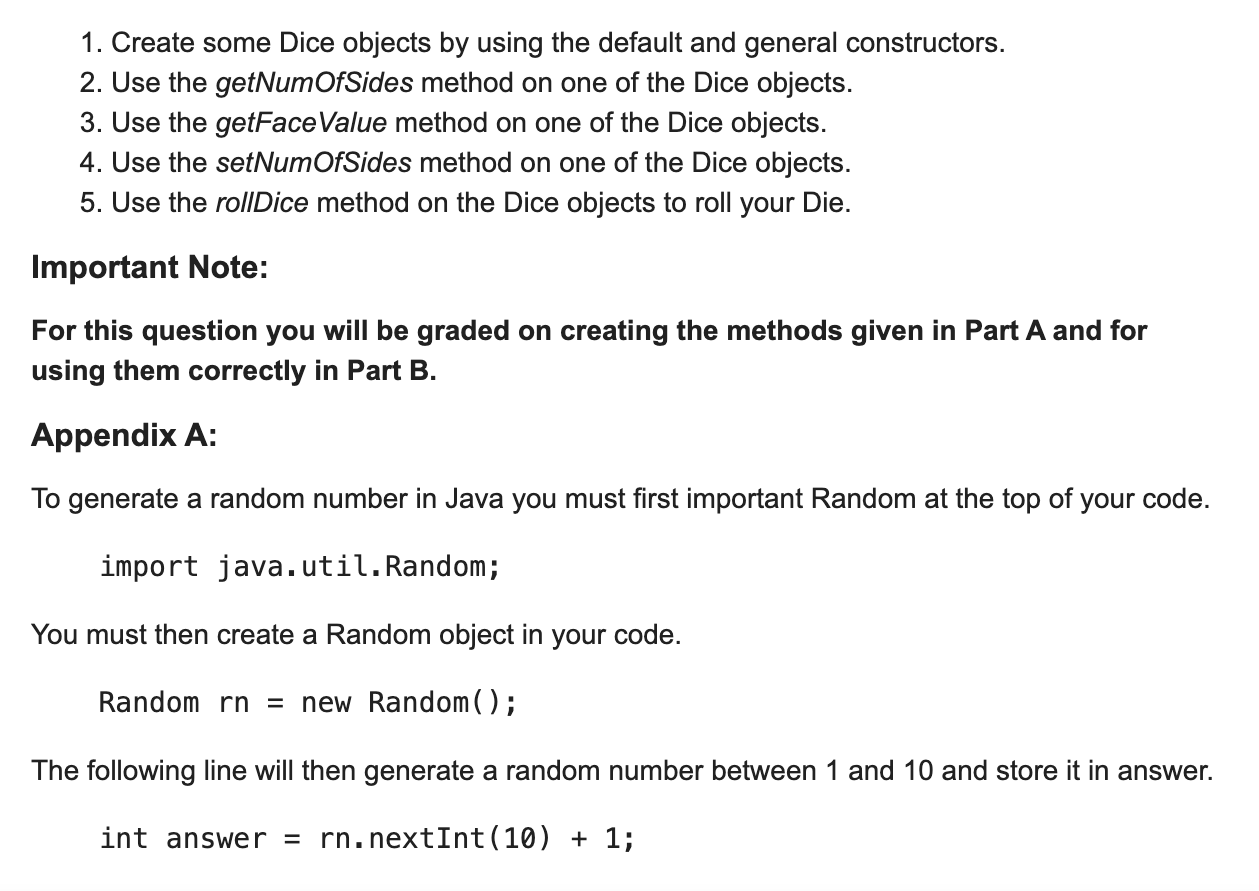 1. Create some Dice objects by using the default and general constructors.
2. Use the getNumOfSides method on one of the Dice objects.
3. Use the getFaceValue method on one of the Dice objects.
4. Use the setNumOfSides method on one of the Dice objects.
5. Use the rollDice method on the Dice objects to roll your Die.
Important Note:
For this question you will be graded on creating the methods given in Part A and for
using them correctly in Part B.
Appendix A:
To generate a random number in Java you must first important Random at the top of your code.
import java.util.Random;
You must then create a Random object in your code.
Random rn = new Random();
The following line will then generate a random number between 1 and 10 and store it in answer.
int answer = rn.nextInt(10) + 1;